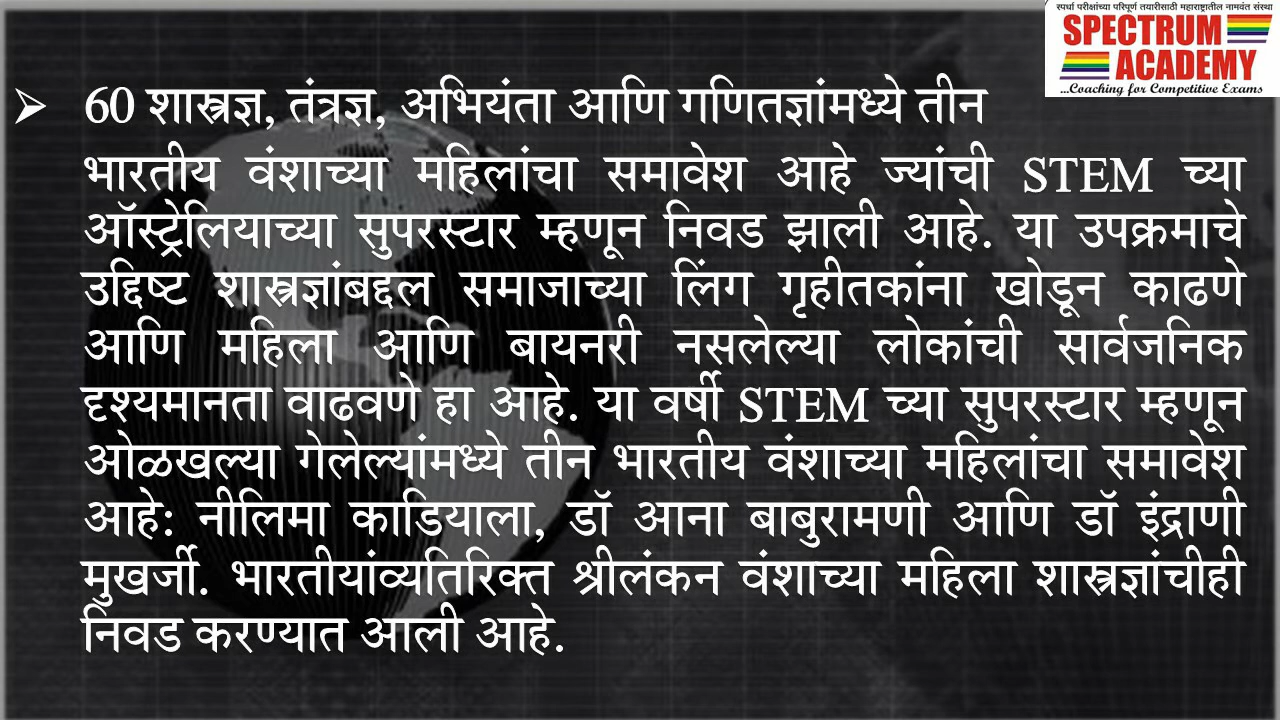 स्पर्धा परीक्षांच्या परिपूर्ण तयारीसाठी महाराष्ट्रातील नामवंत संस्था
SPECTRUM
ACADEMY
...Coaching for Competitive Exams
➢ 60 शास्त्रज्ञ, तंत्रज्ञ, अभियंता आणि गणितज्ञांमध्ये तीन
भारतीय वंशाच्या महिलांचा समावेश आहे ज्यांची STEM च्या
ऑस्ट्रेलियाच्या सुपरस्टार म्हणून निवड झाली आहे. या उपक्रमाचे
उद्दिष्ट शास्त्रज्ञांबद्दल समाजाच्या लिंग गृहीतकांना खोडून काढणे
आणि महिला आणि बायनरी नसलेल्या लोकांची सार्वजनिक
दृश्यमानता वाढवणे हा आहे. या वर्षी STEM च्या सुपरस्टार म्हणून
ओळखल्या गेलेल्यांमध्ये तीन भारतीय वंशाच्या महिलांचा समावेश
आहे: नीलिमा काडियाला, डॉ आना बाबुरामणी आणि डॉ इंद्राणी
मुखर्जी. भारतीयांव्यतिरिक्त श्रीलंकन वंशाच्या महिला शास्त्रज्ञांचीही
निवड करण्यात आली आहे.